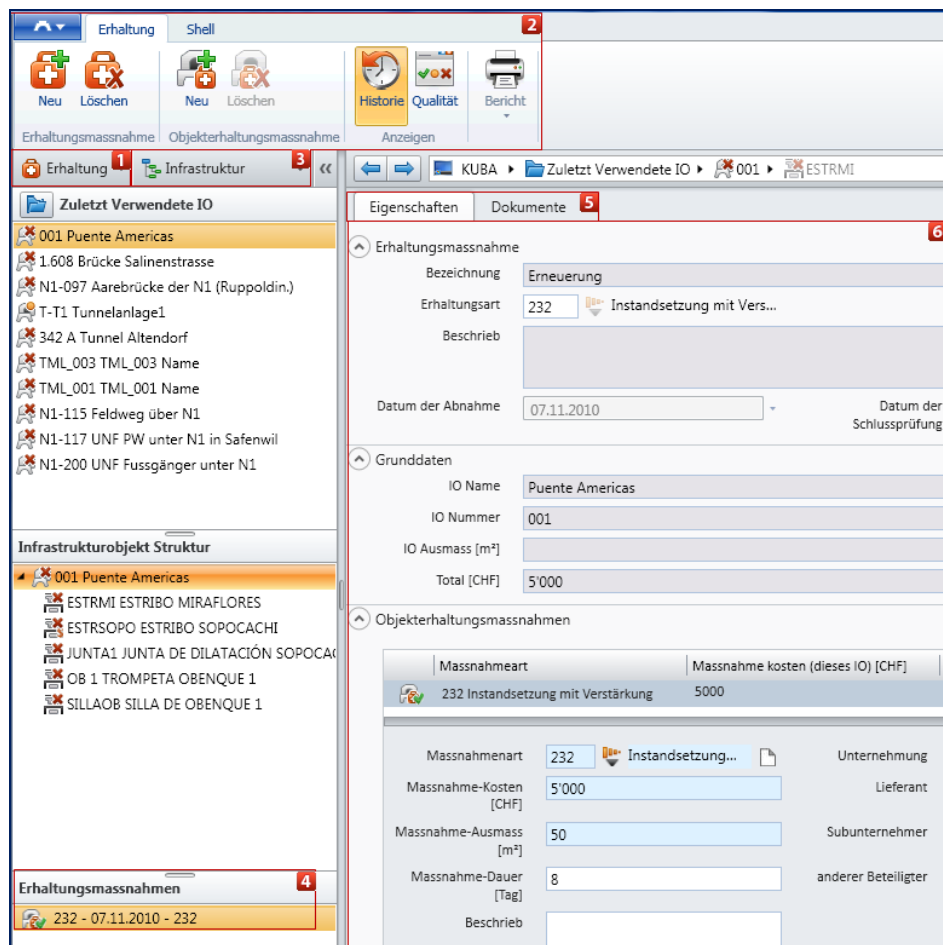 Erhaltung Shell 2
Neu Löschen Neu Löschen Historie Qualität Bericht
Erhaltungsmassnahme Objekterhaltungsmassnahme Anzeigen
Erhaltung 1 Infrastruktur 3 «
KUBA Zuletzt Verwendete IO 001 ESTRMI
Zuletzt Verwendete IO
001 Puente Americas
1.608 Brücke Salinenstrasse
N1-097 Aarebrücke der N1 (Ruppoldin.)
T-T1 Tunnelanlage1
342 A Tunnel Altendorf
TML_003 TML_003 Name
TML_001 TML_001 Name
N1-115 Feldweg über N1
N1-117 UNF PW unter N1 in Safenwil
N1-200 UNF Fussgänger unter N1
Infrastrukturobjekt Struktur
001 Puente Americas
ESTRMI ESTRIBO MIRAFLORES
ESTRSOPO ESTRIBO SOPOCACHI
JUNTA1 JUNTA DE DILATACIÓN SOPOCA
OB 1 TROMPETA OBENQUE 1
SILLAOB SILLA DE OBENQUE 1
Erhaltungsmassnahmen 4
232 - 07.11.2010 - 232
Eigenschaften Dokumente 5
6
Erhaltungsmassnahme
Bezeichnung Erneuerung
Erhaltungsart 232 Instandsetzung mit Vers...
Beschrieb
Datum der Abnahme 07.11.2010 Datum der
Schlussprüfung
Grunddaten
IO Name Puente Americas
IO Nummer 001
IO Ausmass [m²]
Total [CHF] 5'000
Objekterhaltungsmassnahmen
Massnahmeart Massnahme kosten (dieses IO) [CHF]
232 Instandsetzung mit Verstärkung 5000
Massnahmenart 232 Instandsetzung... Unternehmung
Massnahme-Kosten 5'000 Lieferant
[CHF]
Massnahme-Ausmass 50 Subunternehmer
[m²]
Massnahme-Dauer 8 anderer Beteiligter
[Tag]
Beschrieb